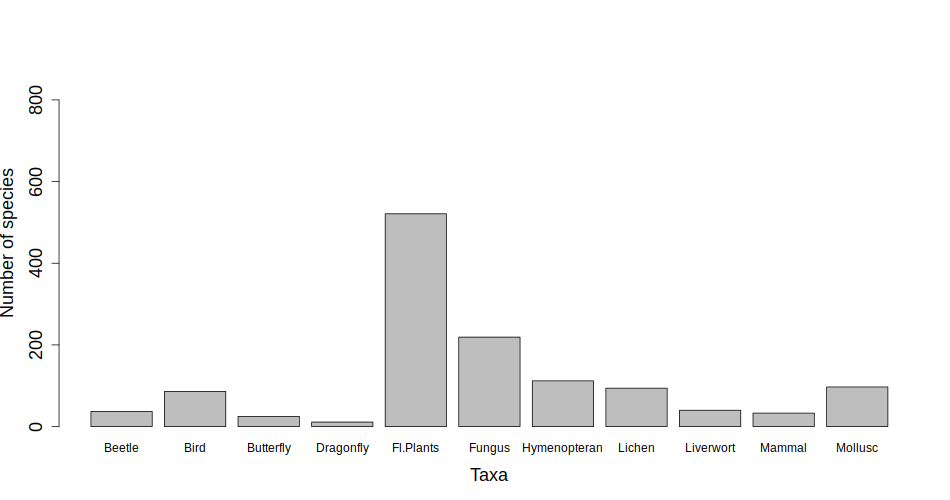 800
600
400
200
0
Number of species
Beetle Bird Butterfly Dragonfly Fl.Plants Fungus Hymenopteran Lichen Liverwort Mammal Mollusc
Taxa